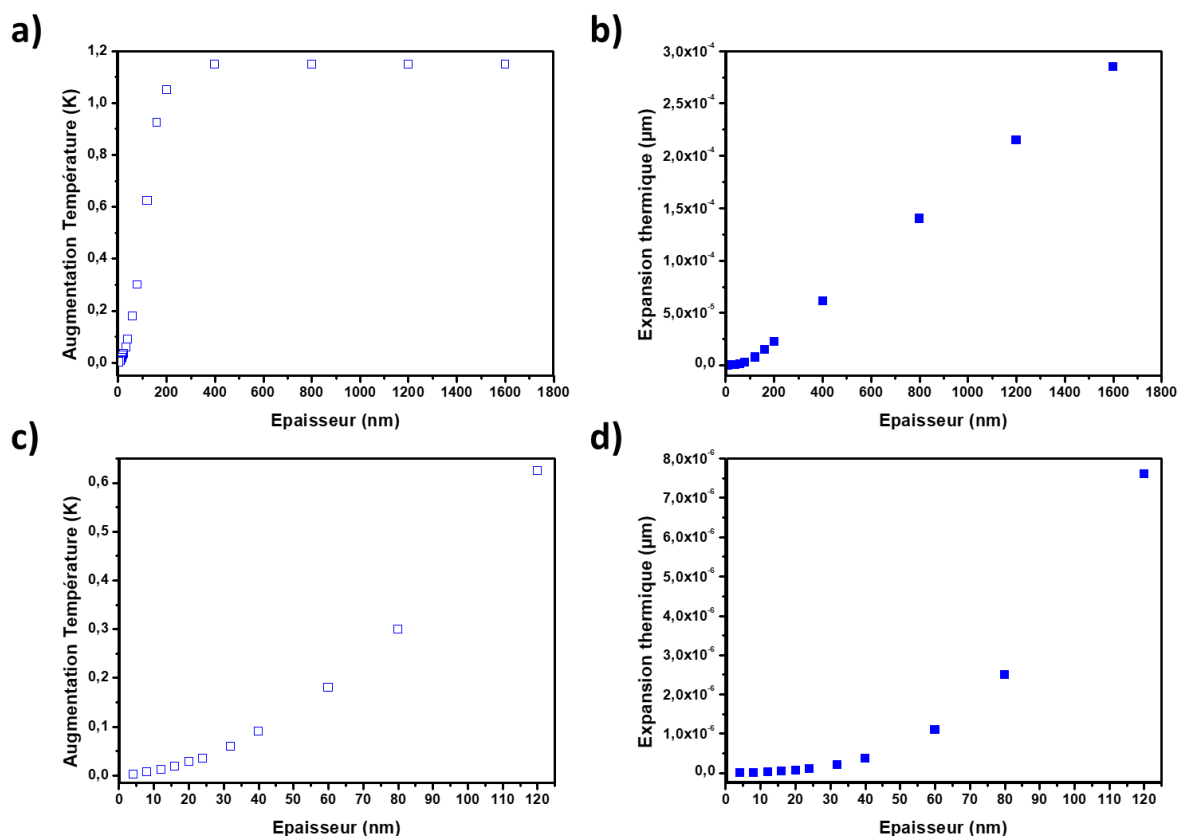 a)
Augmentation Température (K)
1,2
1,0
0,8
0,6
0,4
0,2
0,0
0 200 400 600 800 1000 1200 1400 1600 1800
Epaisseur (nm)
b)
Expansion thermique (µm)
3,0x10⁻⁴
2,5x10⁻⁴
2,0x10⁻⁴
1,5x10⁻⁴
1,0x10⁻⁴
5,0x10⁻⁵
0,0
0 200 400 600 800 1000 1200 1400 1600 1800
Epaisseur (nm)
c)
Augmentation Température (K)
0,6
0,5
0,4
0,3
0,2
0,1
0,0
0 10 20 30 40 50 60 70 80 90 100 110 120
Epaisseur (nm)
d)
Expansion thermique (µm)
8,0x10⁻⁶
7,0x10⁻⁶
6,0x10⁻⁶
5,0x10⁻⁶
4,0x10⁻⁶
3,0x10⁻⁶
2,0x10⁻⁶
1,0x10⁻⁶
0,0
0 10 20 30 40 50 60 70 80 90 100 110 120
Epaisseur (nm)